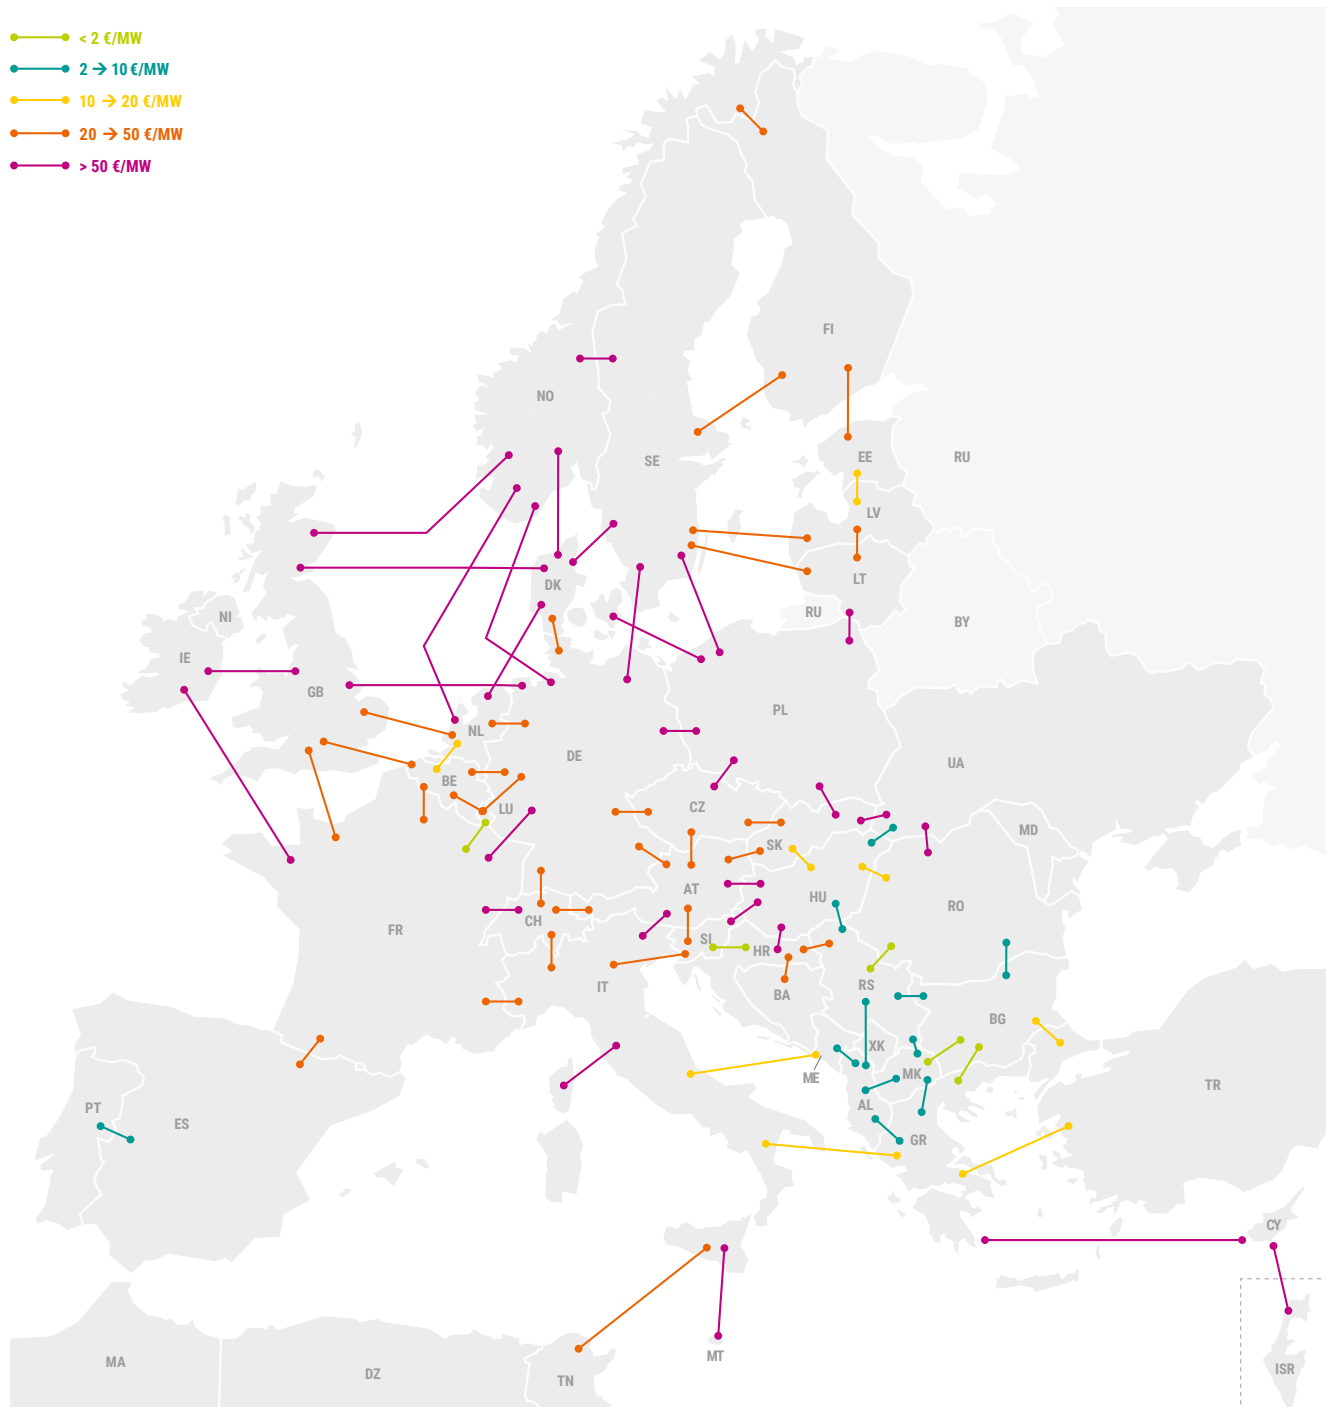 < 2 €/MW
2 → 10 €/MW
10 → 20 €/MW
20 → 50 €/MW
> 50 €/MW
FI
NO
SE
EE
RU
LV
DK
LT
NI
RU
BY
IE
GB
PL
NL
DE
UA
BE
LU
CZ
MD
SK
AT
HU
RO
CH
FR
SI
HR
IT
RS
BA
BG
XK
ME
MK
TR
PT
AL
ES
GR
CY
MT
MA
DZ
TN
ISR